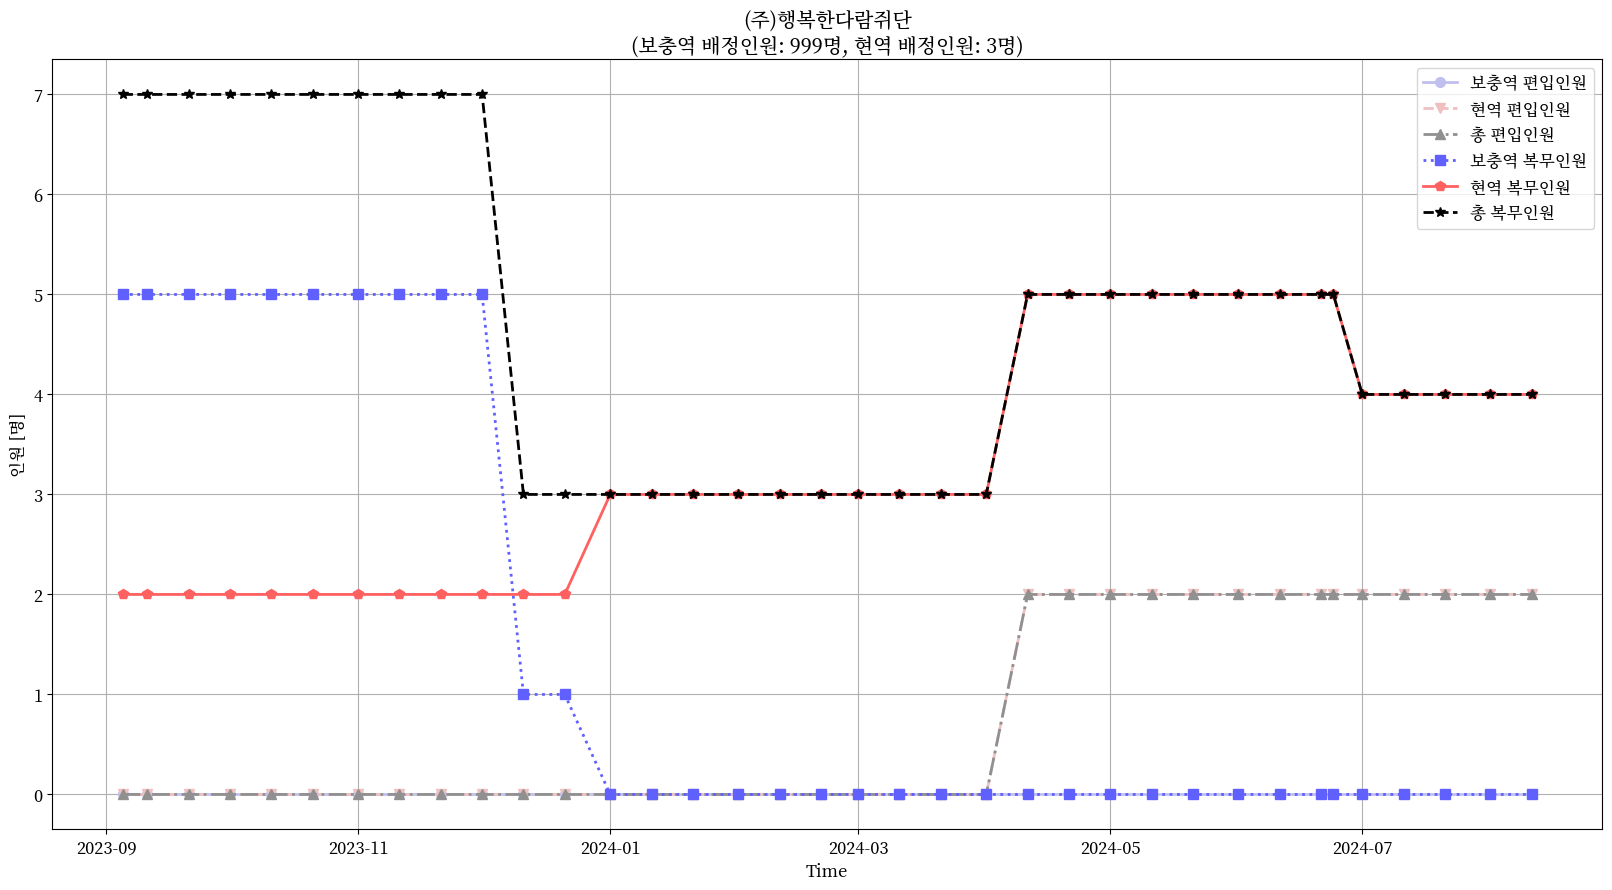 (주)행복한다람쥐단
(보충역 배정인원: 999명, 현역 배정인원: 3명)
보충역 편입인원
현역 편입인원
총 편입인원
보충역 복무인원
현역 복무인원
총 복무인원
인원 [명]
7
6
5
4
3
2
1
0
2023-09
2023-11
2024-01
2024-03
2024-05
2024-07
Time